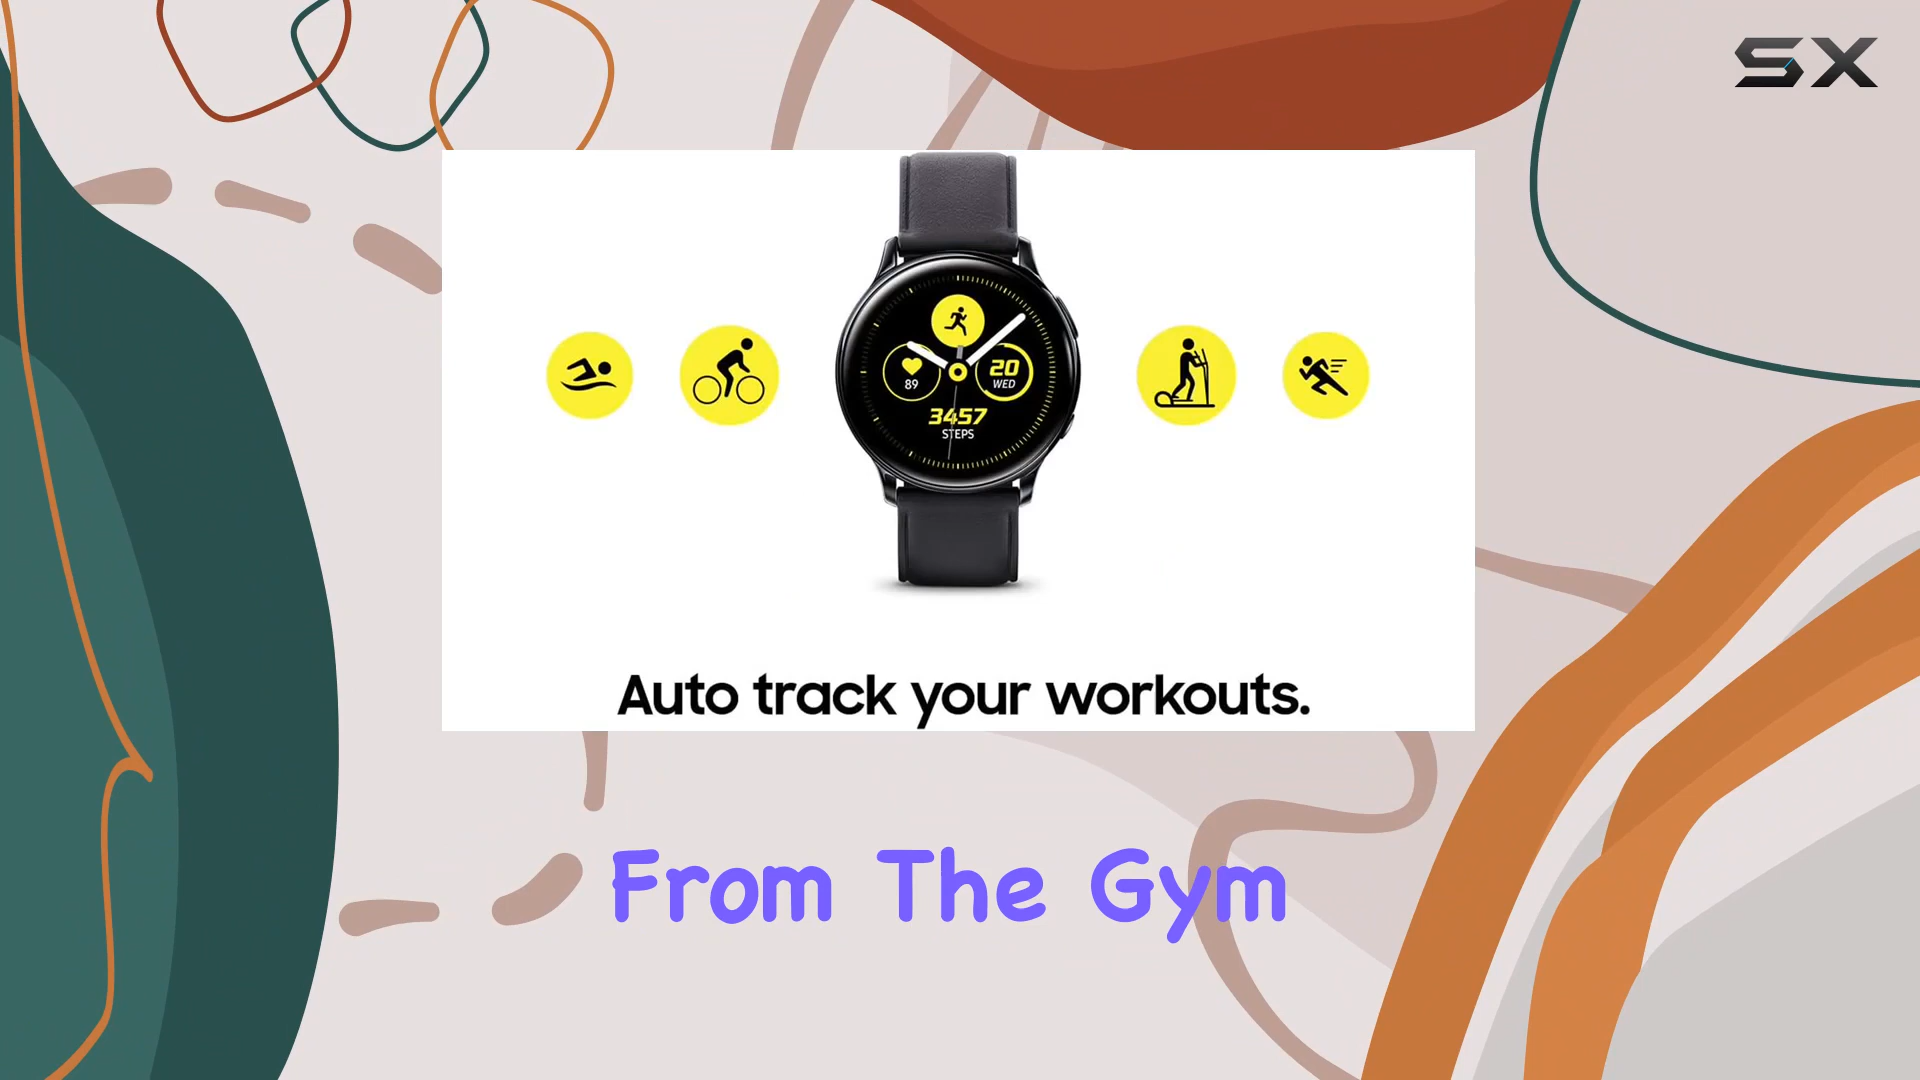 SX
89
20
WED
3457
STEPS
Auto track your workouts.
From The Gym